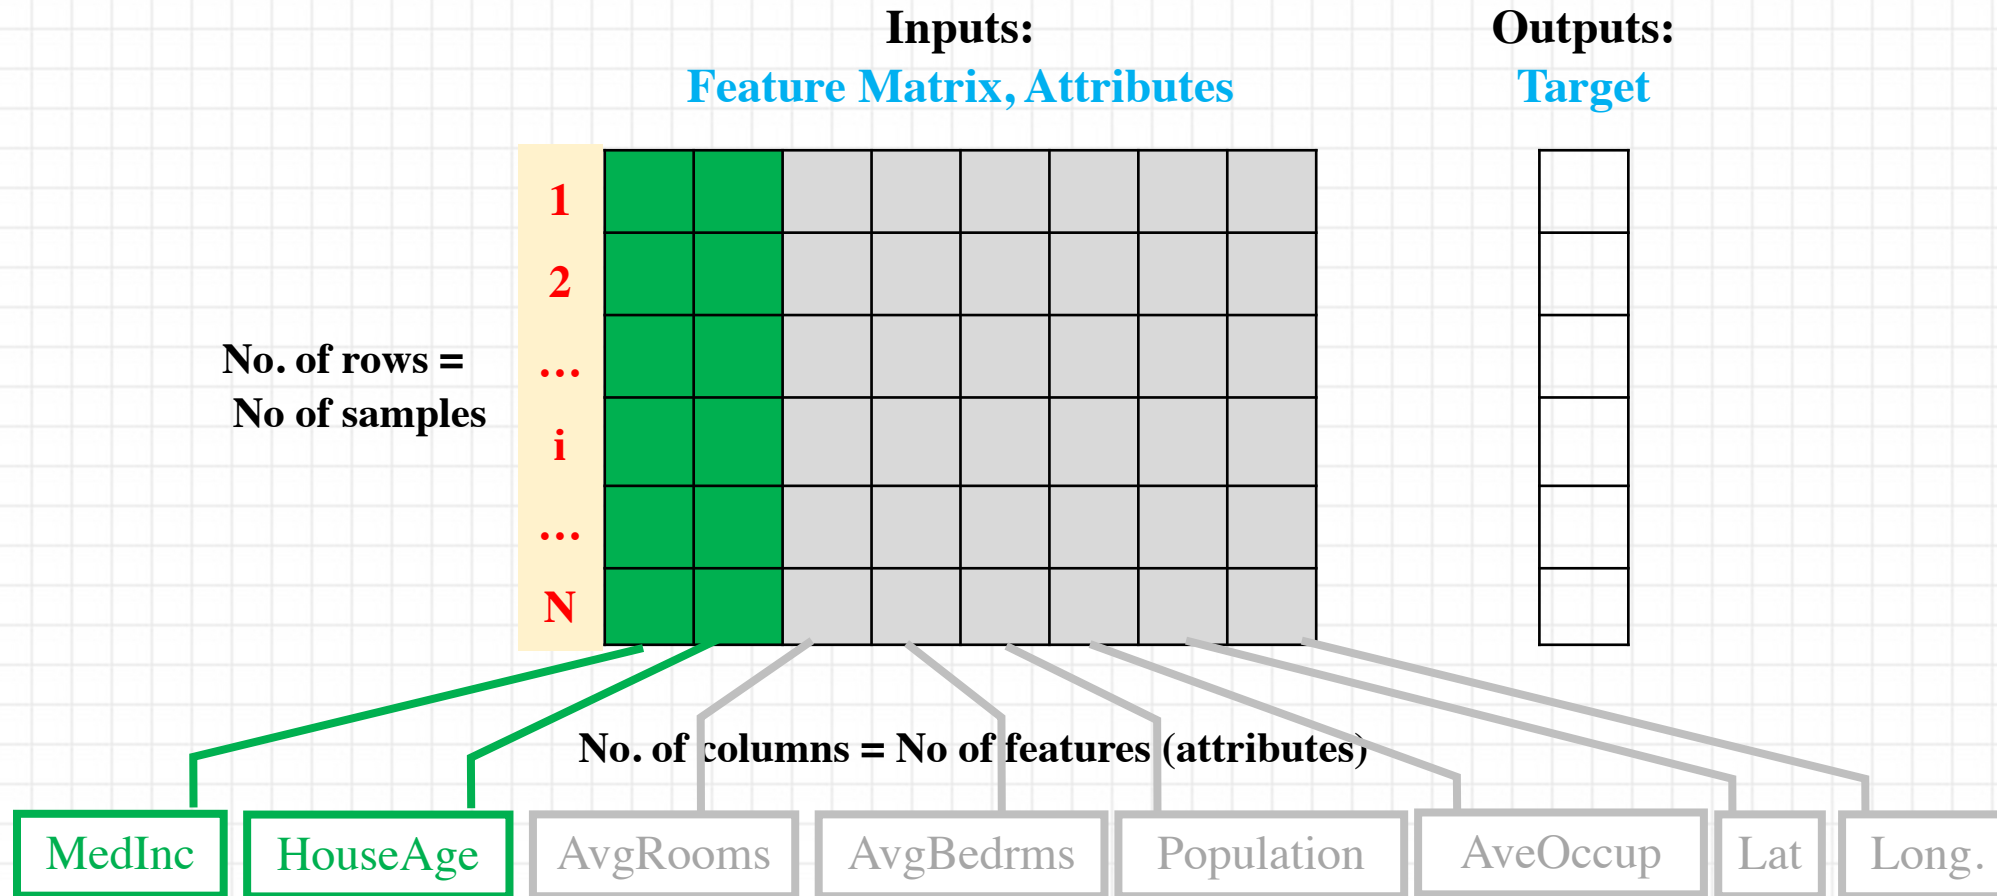 Inputs:
Feature Matrix, Attributes
Outputs:
Target
1
2
...
i
...
N
No. of rows =
No of samples
No. of columns = No of features (attributes)
MedInc
HouseAge
AvgRooms
AvgBedrms
Population
AveOccup
Lat
Long.